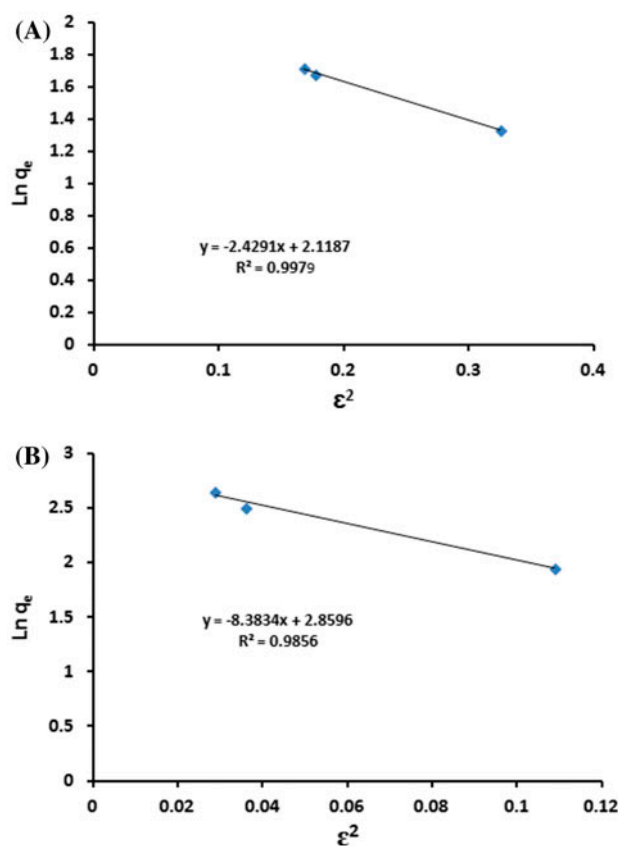 (A)
2
1.8
1.6
1.4
1.2
1
0.8
0.6
0.4
0.2
0
Ln qe
y = -2.4291x + 2.1187
R² = 0.9979
0 0.1 0.2 0.3 0.4
ε²
(B)
3
2.5
2
1.5
1
0.5
0
Ln qe
y = -8.3834x + 2.8596
R² = 0.9856
0 0.02 0.04 0.06 0.08 0.1 0.12
ε²